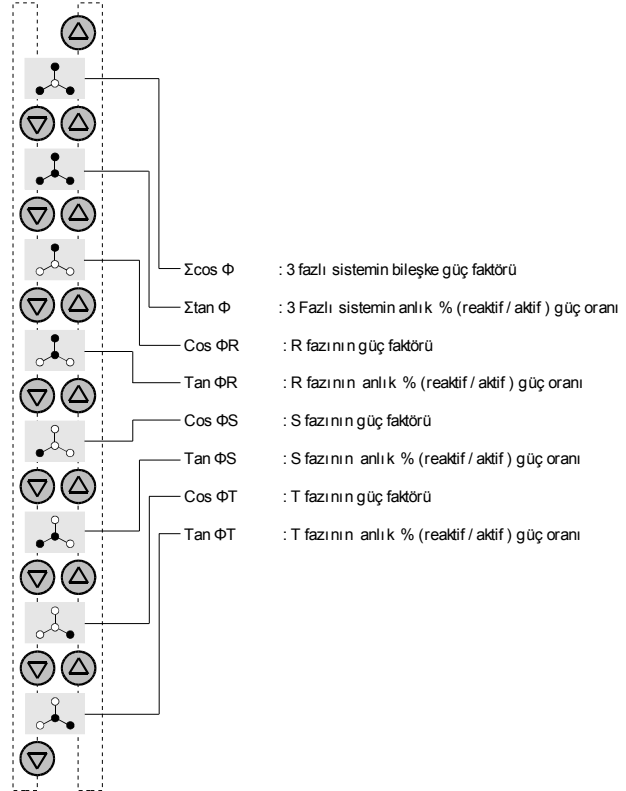 Σcos Φ : 3 fazlı sistemin bileşke güç faktörü
Σtan Φ : 3 Fazlı sistemin anlık % (reaktif / aktif ) güç oranı
Cos ΦR : R fazının güç faktörü
Tan ΦR : R fazının anlık % (reaktif / aktif ) güç oranı
Cos ΦS : S fazının güç faktörü
Tan ΦS : S fazının anlık % (reaktif / aktif ) güç oranı
Cos ΦT : T fazının güç faktörü
Tan ΦT : T fazının anlık % (reaktif / aktif ) güç oranı